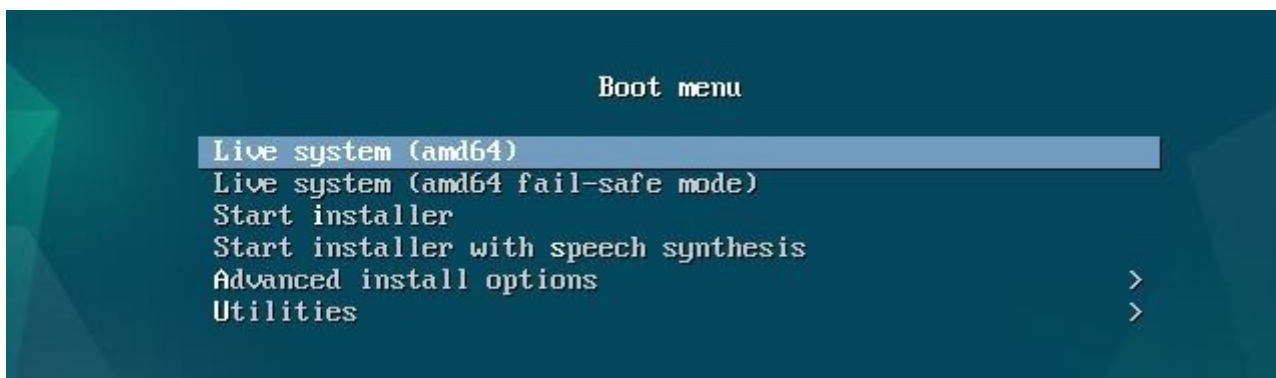 Boot menu
Live system (amd64)
Live system (amd64 fail-safe mode)
Start installer
Start installer with speech synthesis
Advanced install options >
Utilities >